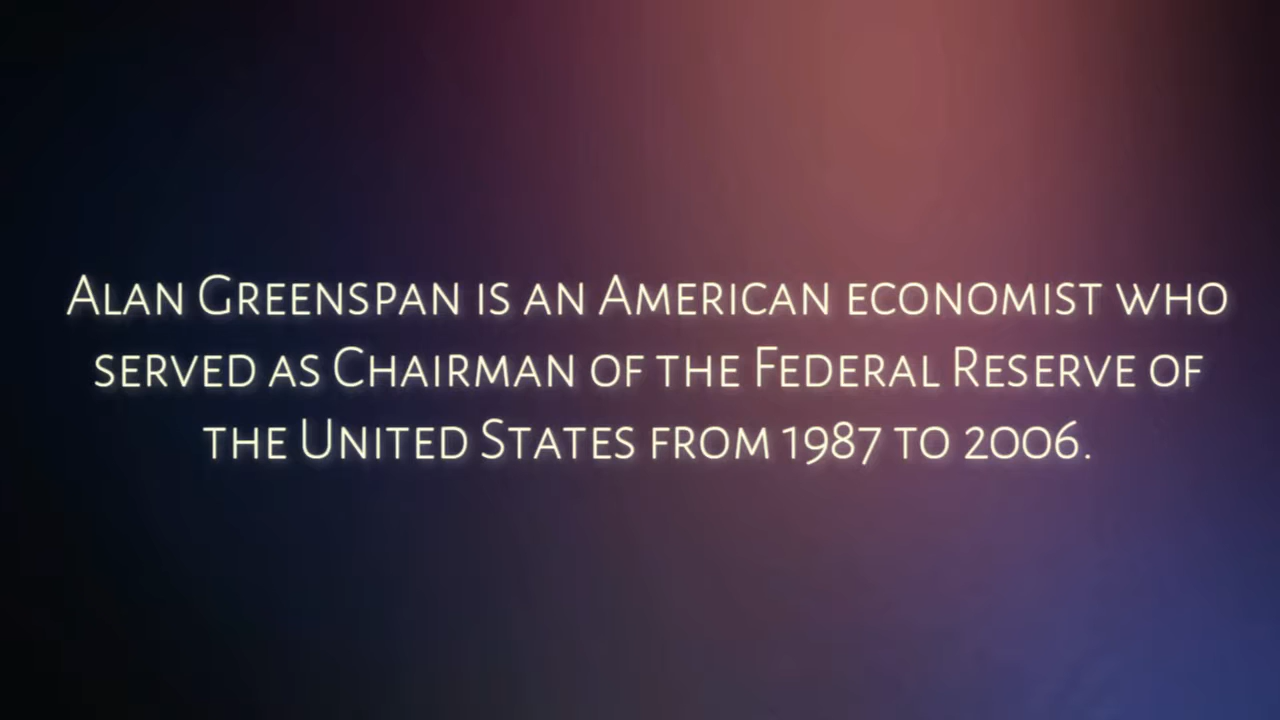 Alan Greenspan is an American economist who
served as Chairman of the Federal Reserve of
the United States from 1987 to 2006.